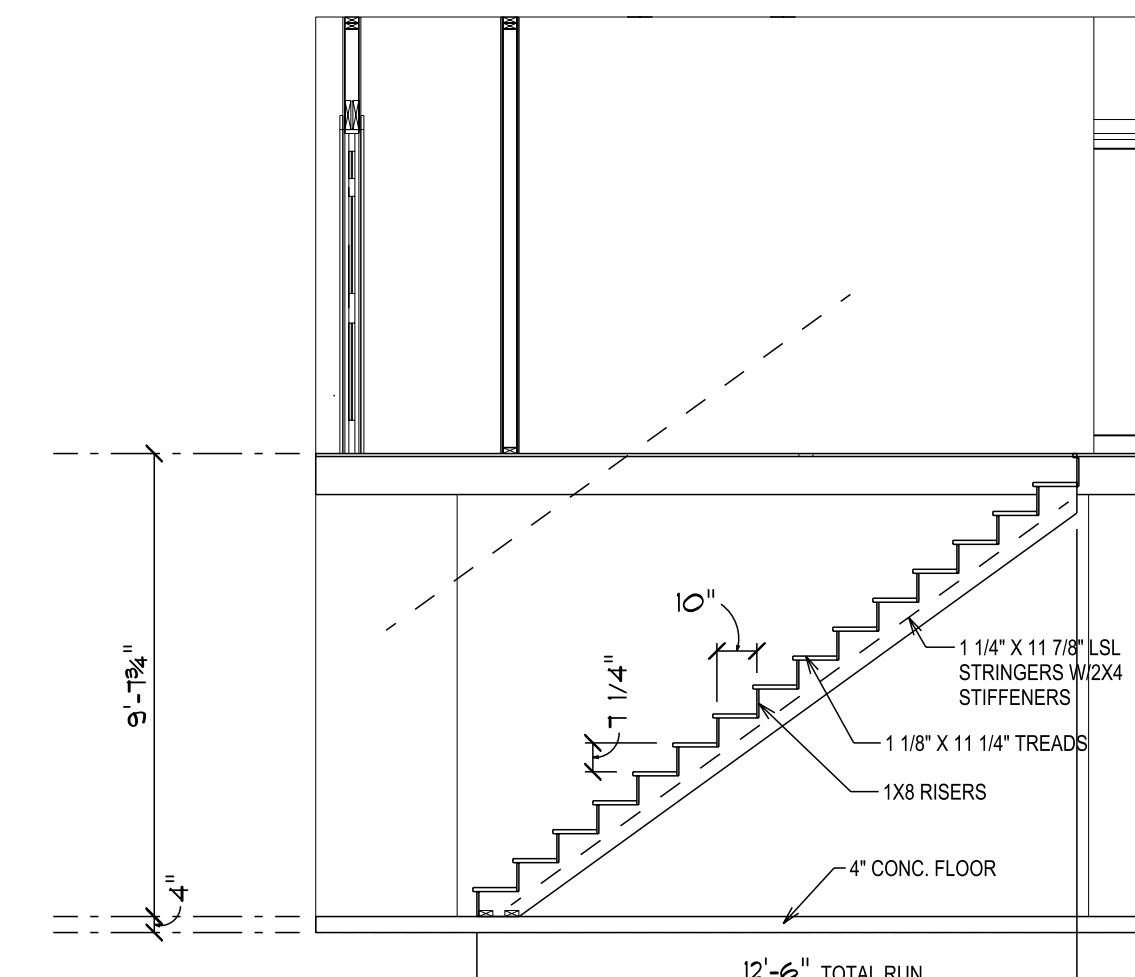 10"
1 1/4" X 11 7/8" LSL
STRINGERS W/2X4
STIFFENERS
9'-7¾"
7 1/4"
1 1/8" X 11 1/4" TREADS
1X8 RISERS
4" CONC. FLOOR
4"
12'-6" TOTAL RUN